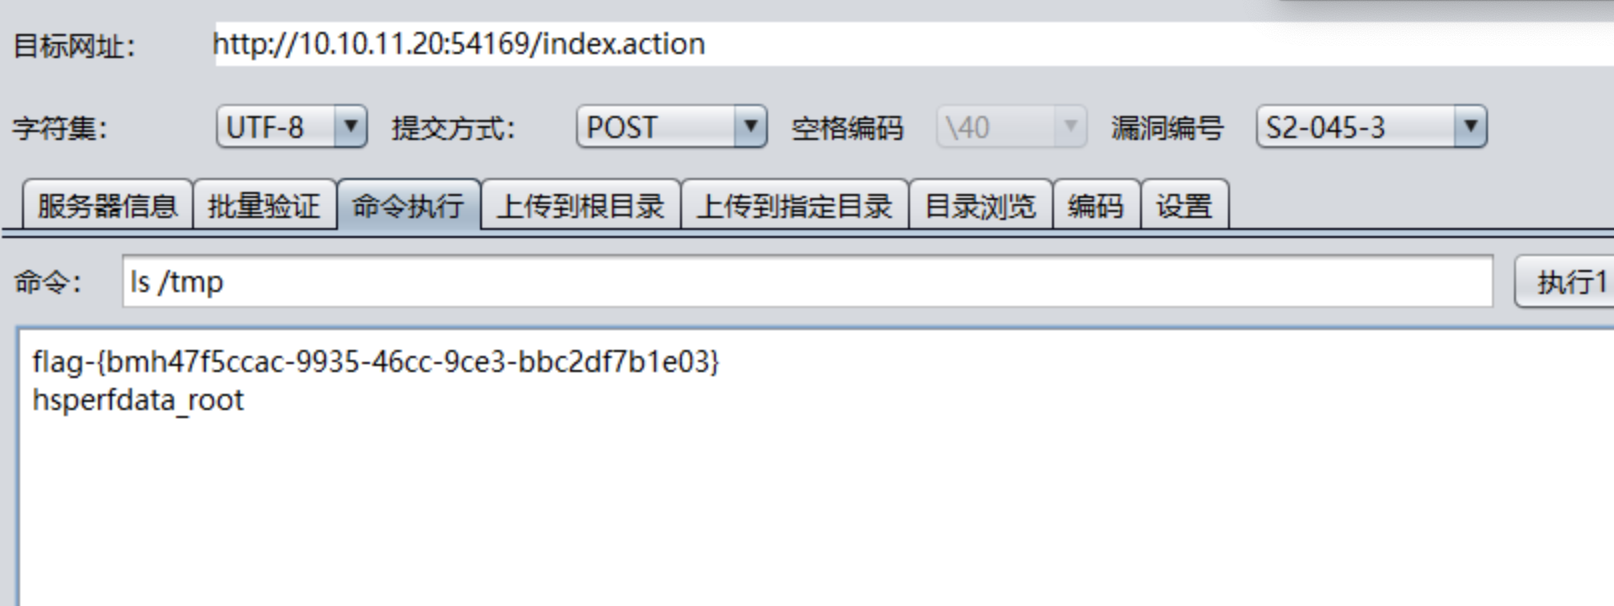 目标网址： http://10.10.11.20:54169/index.action
字符集： UTF-8 提交方式： POST 空格编码 \40 漏洞编号 S2-045-3
服务器信息 批量验证 命令执行 上传到根目录 上传到指定目录 目录浏览 编码 设置
命令： ls /tmp 执行1
flag-{bmh47f5ccac-9935-46cc-9ce3-bbc2df7b1e03}
hsperfdata_root